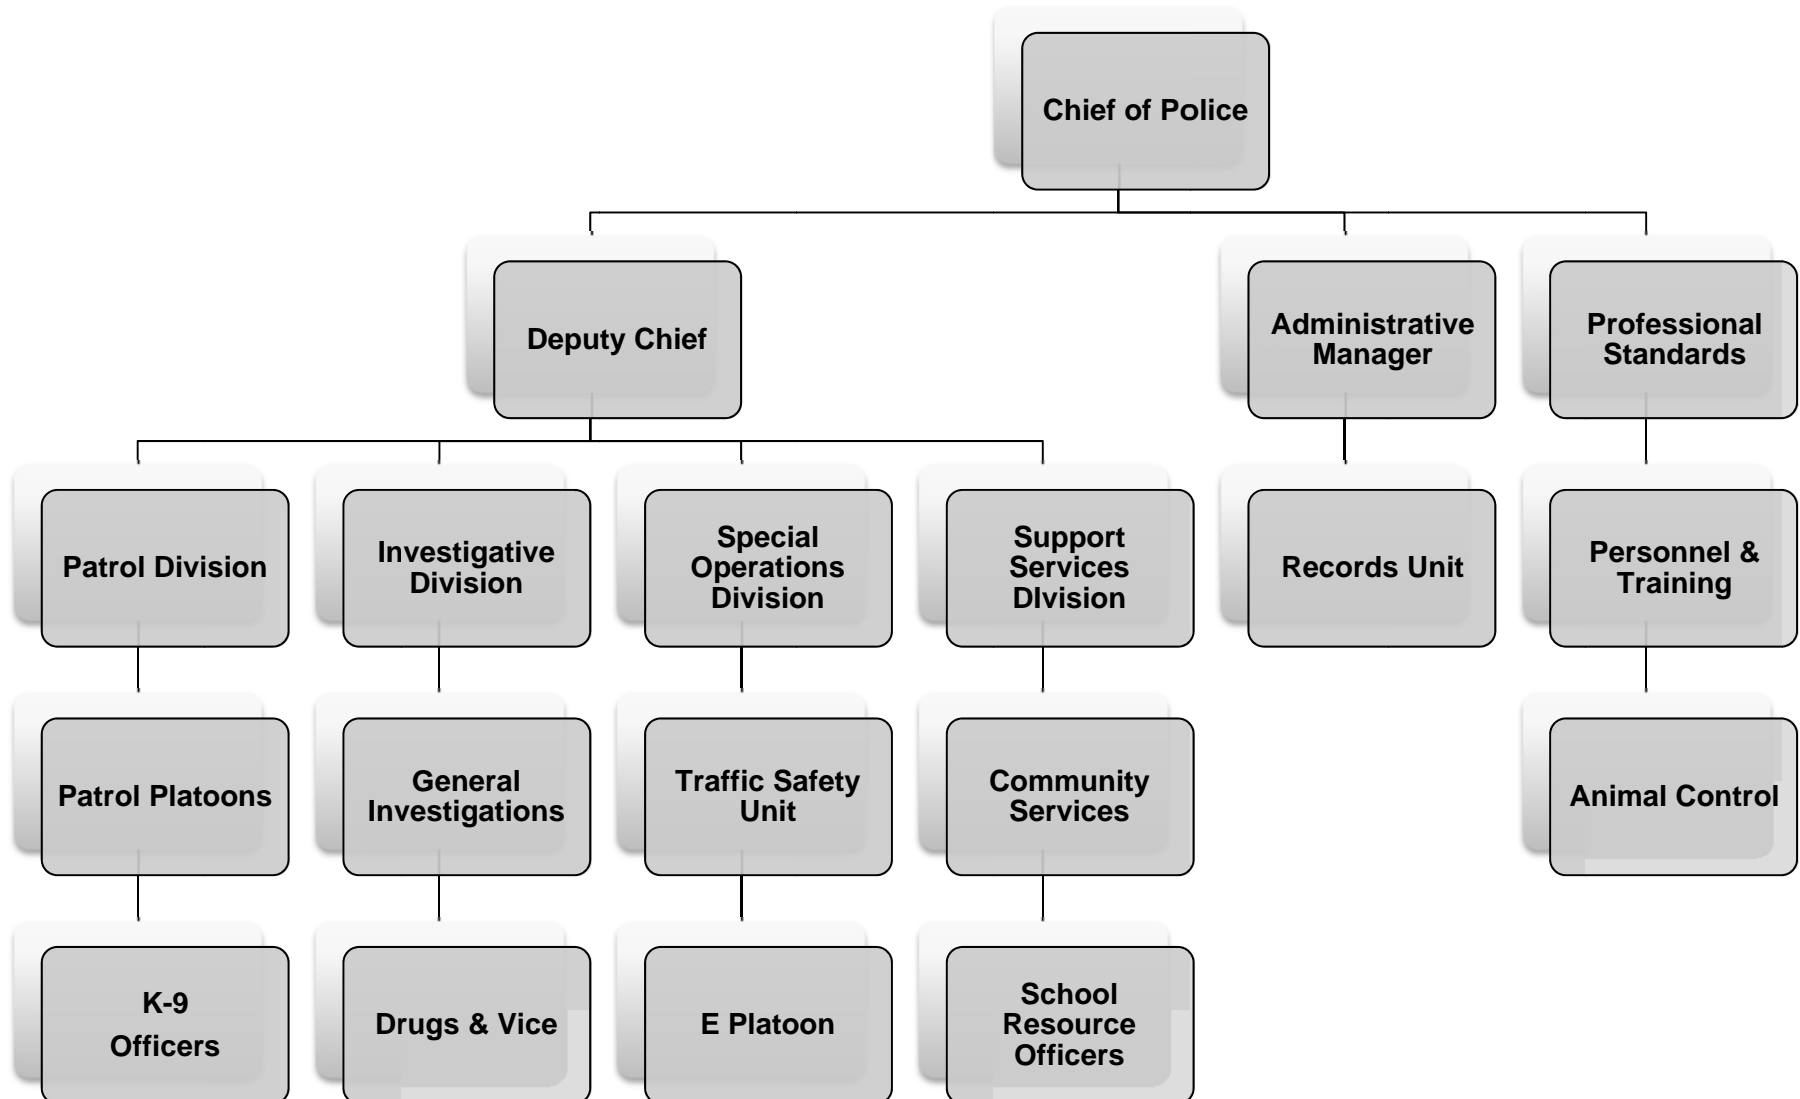 Chief of Police
Deputy Chief
Administrative
Manager
Professional
Standards
Patrol Division
Investigative
Division
Special
Operations
Division
Support
Services
DIvision
Records Unit
Personnel &
Training
Patrol Platoons
General
Investigations
Traffic Safety
Unit
Community
Services
Animal Control
K-9
Officers
Drugs & Vice
E Platoon
School
Resource
Officers